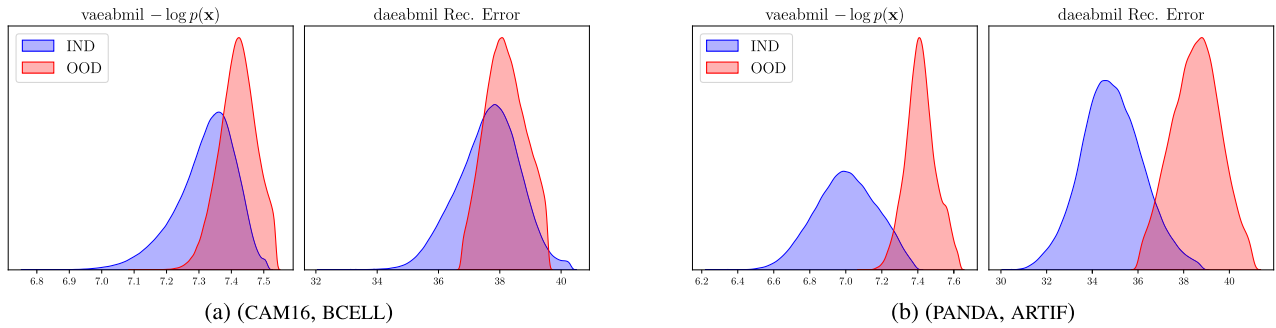 vaeabmil − log p(x)
daeabmil Rec. Error
vaeabmil − log p(x)
daeabmil Rec. Error
IND
OOD
IND
OOD
6.8 6.9 7.0 7.1 7.2 7.3 7.4 7.5
32 34 36 38 40
6.2 6.4 6.6 6.8 7.0 7.2 7.4 7.6
30 32 34 36 38 40
(a) (CAM16, BCELL)
(b) (PANDA, ARTIF)